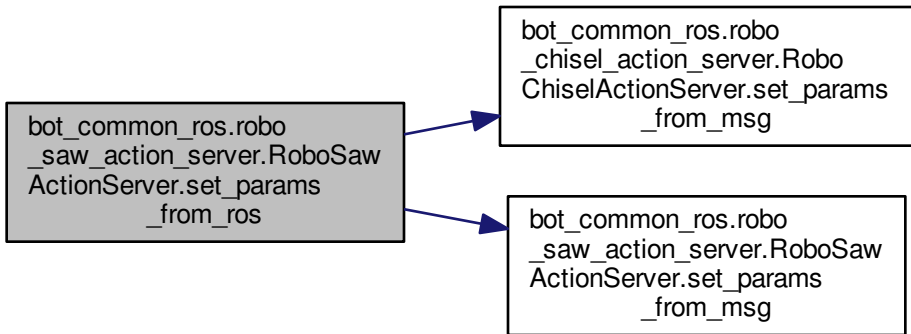 bot_common_ros.robo
_saw_action_server.RoboSaw
ActionServer.set_params
_from_ros
bot_common_ros.robo
_chisel_action_server.Robo
ChiselActionServer.set_params
_from_msg
bot_common_ros.robo
_saw_action_server.RoboSaw
ActionServer.set_params
_from_msg